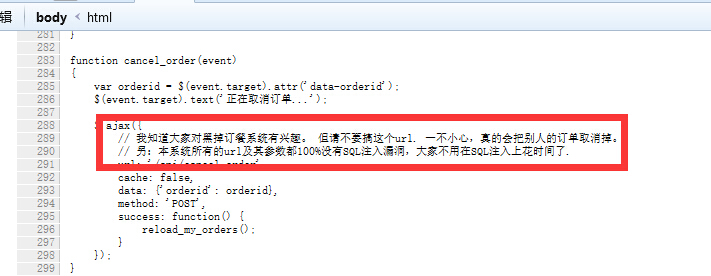 辑 body < html
281 }
282
283 function cancel_order(event)
284 {
285 var orderid = $(event.target).attr('data-orderid');
286 $(event.target).text('正在取消订单...');
287
288 ajax({
289 // 我知道大家对黑掉订餐系统有兴趣。 但请不要搞这个url. 一不小心，真的会把别人的订单取消掉。
290 // 另：本系统所有的url及其参数都100%没有SQL注入漏洞，大家不用在SQL注入上花时间了.
291
292 cache: false,
293 data: {'orderid': orderid},
294 method: 'POST',
295 success: function() {
296 reload_my_orders();
297 }
298 });
299 }